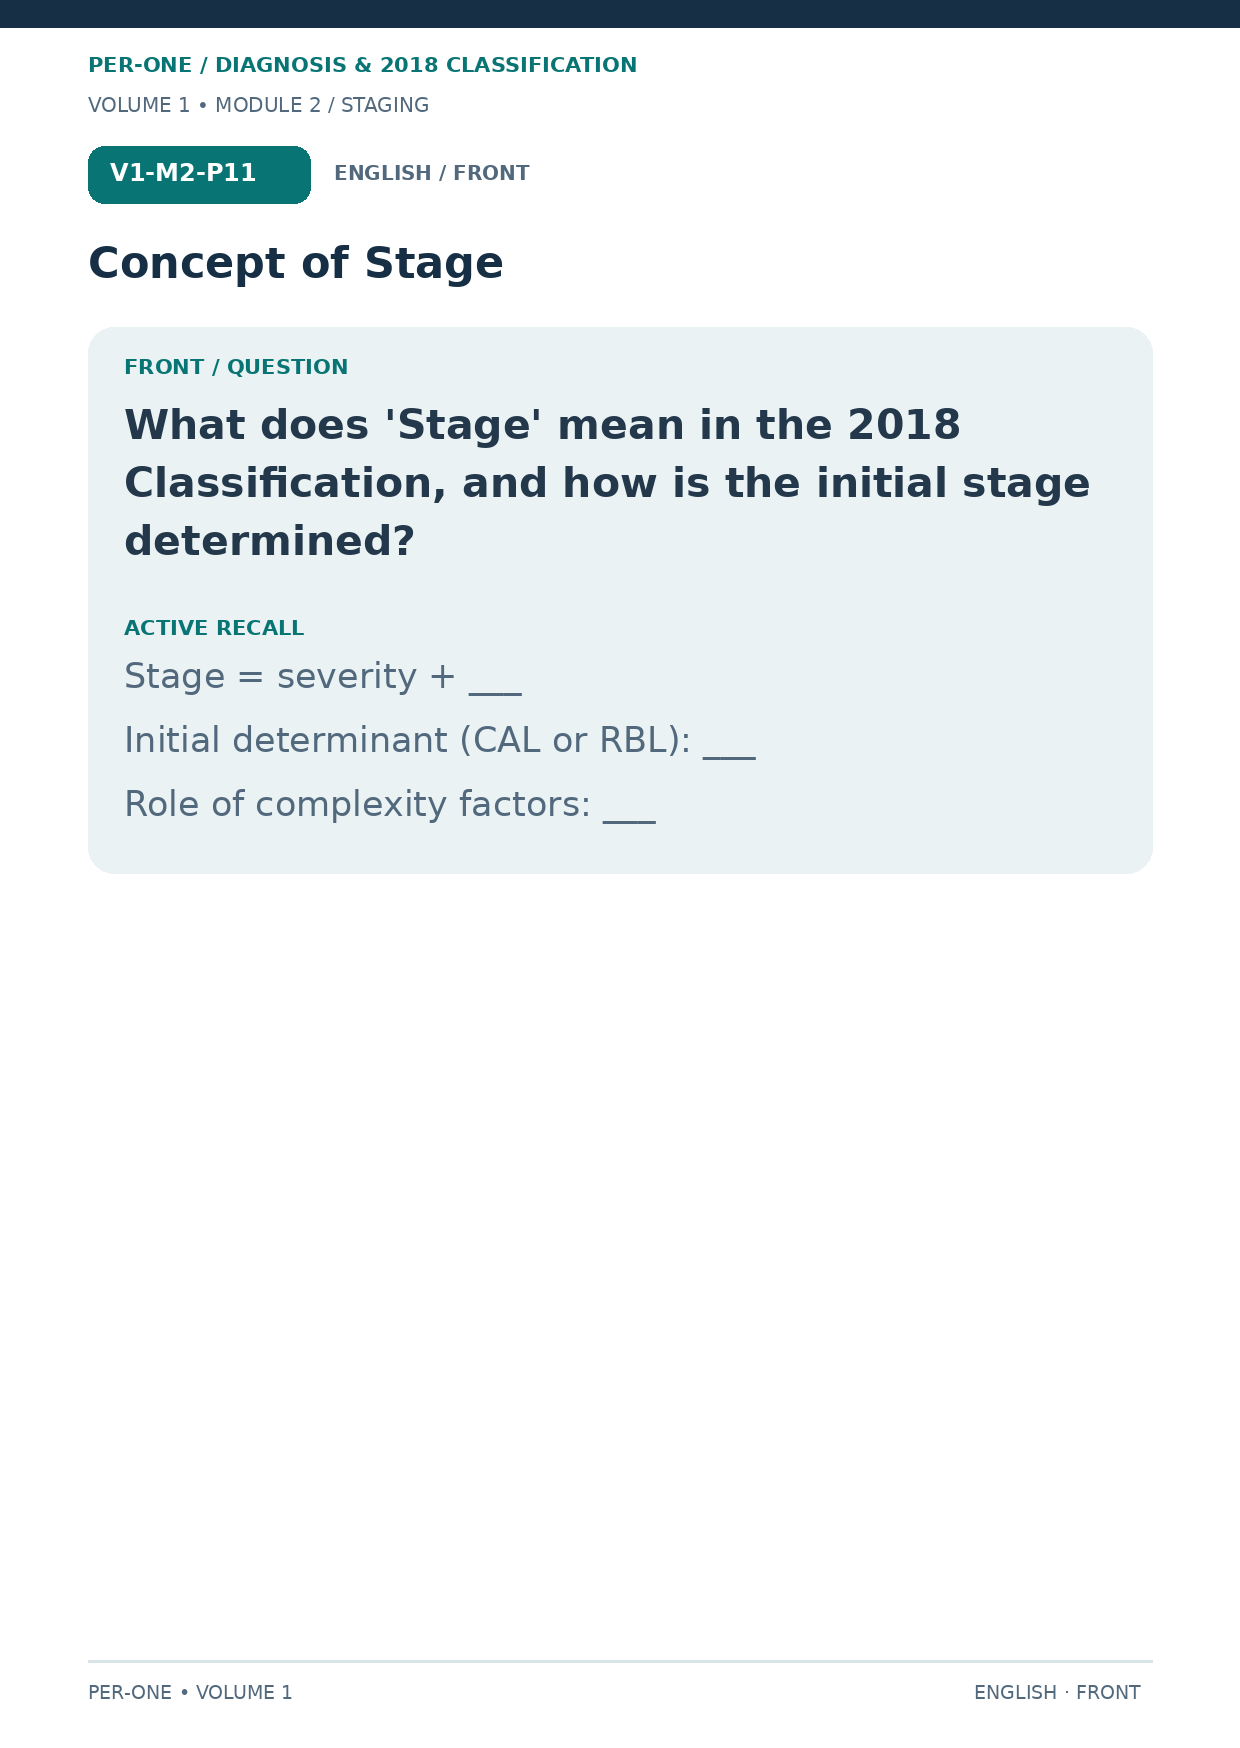 PER-ONE / DIAGNOSIS & 2018 CLASSIFICATION
VOLUME 1 • MODULE 2 / STAGING
V1-M2-P11
ENGLISH / FRONT
Concept of Stage
FRONT / QUESTION
What does 'Stage' mean in the 2018
Classification, and how is the initial stage
determined?
ACTIVE RECALL
Stage = severity + ___
Initial determinant (CAL or RBL): ___
Role of complexity factors: ___
PER-ONE • VOLUME 1
ENGLISH · FRONT